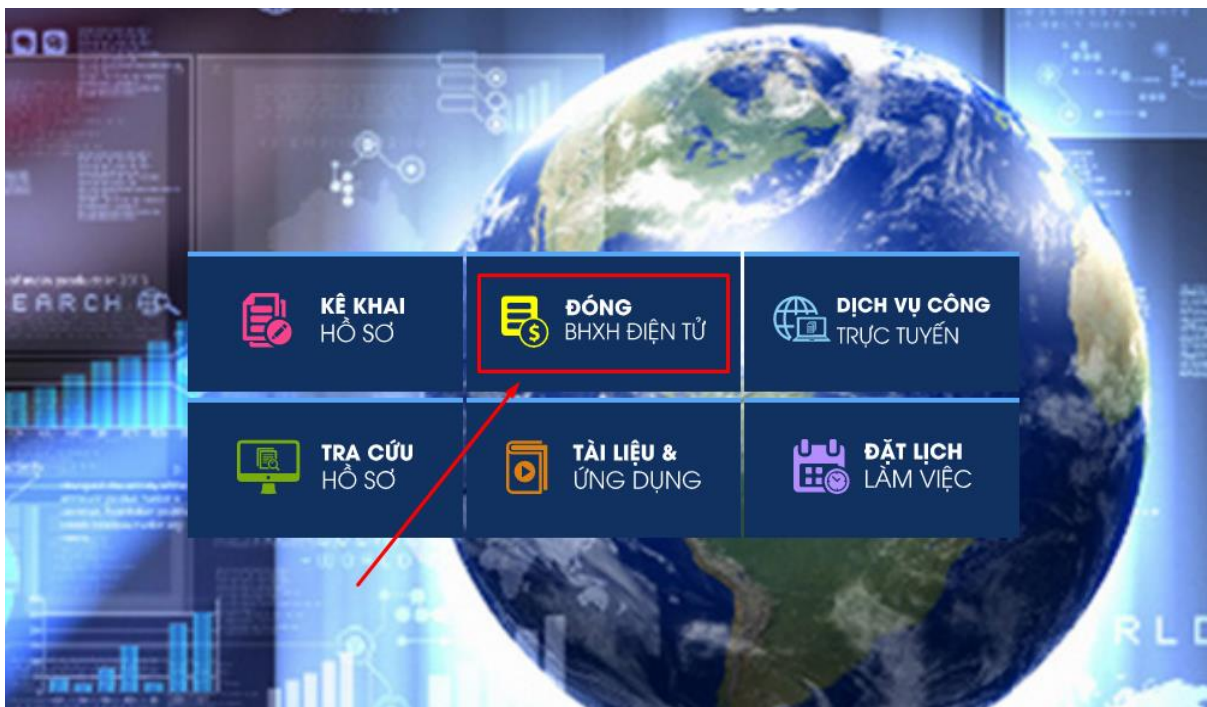 EARCH
KÊ KHAI
HỒ SƠ
ĐÓNG
BHXH ĐIỆN TỬ
DỊCH VỤ CÔNG
TRỰC TUYẾN
TRA CỨU
HỒ SƠ
TÀI LIỆU &
ỨNG DỤNG
ĐẶT LỊCH
LÀM VIỆC
RLD